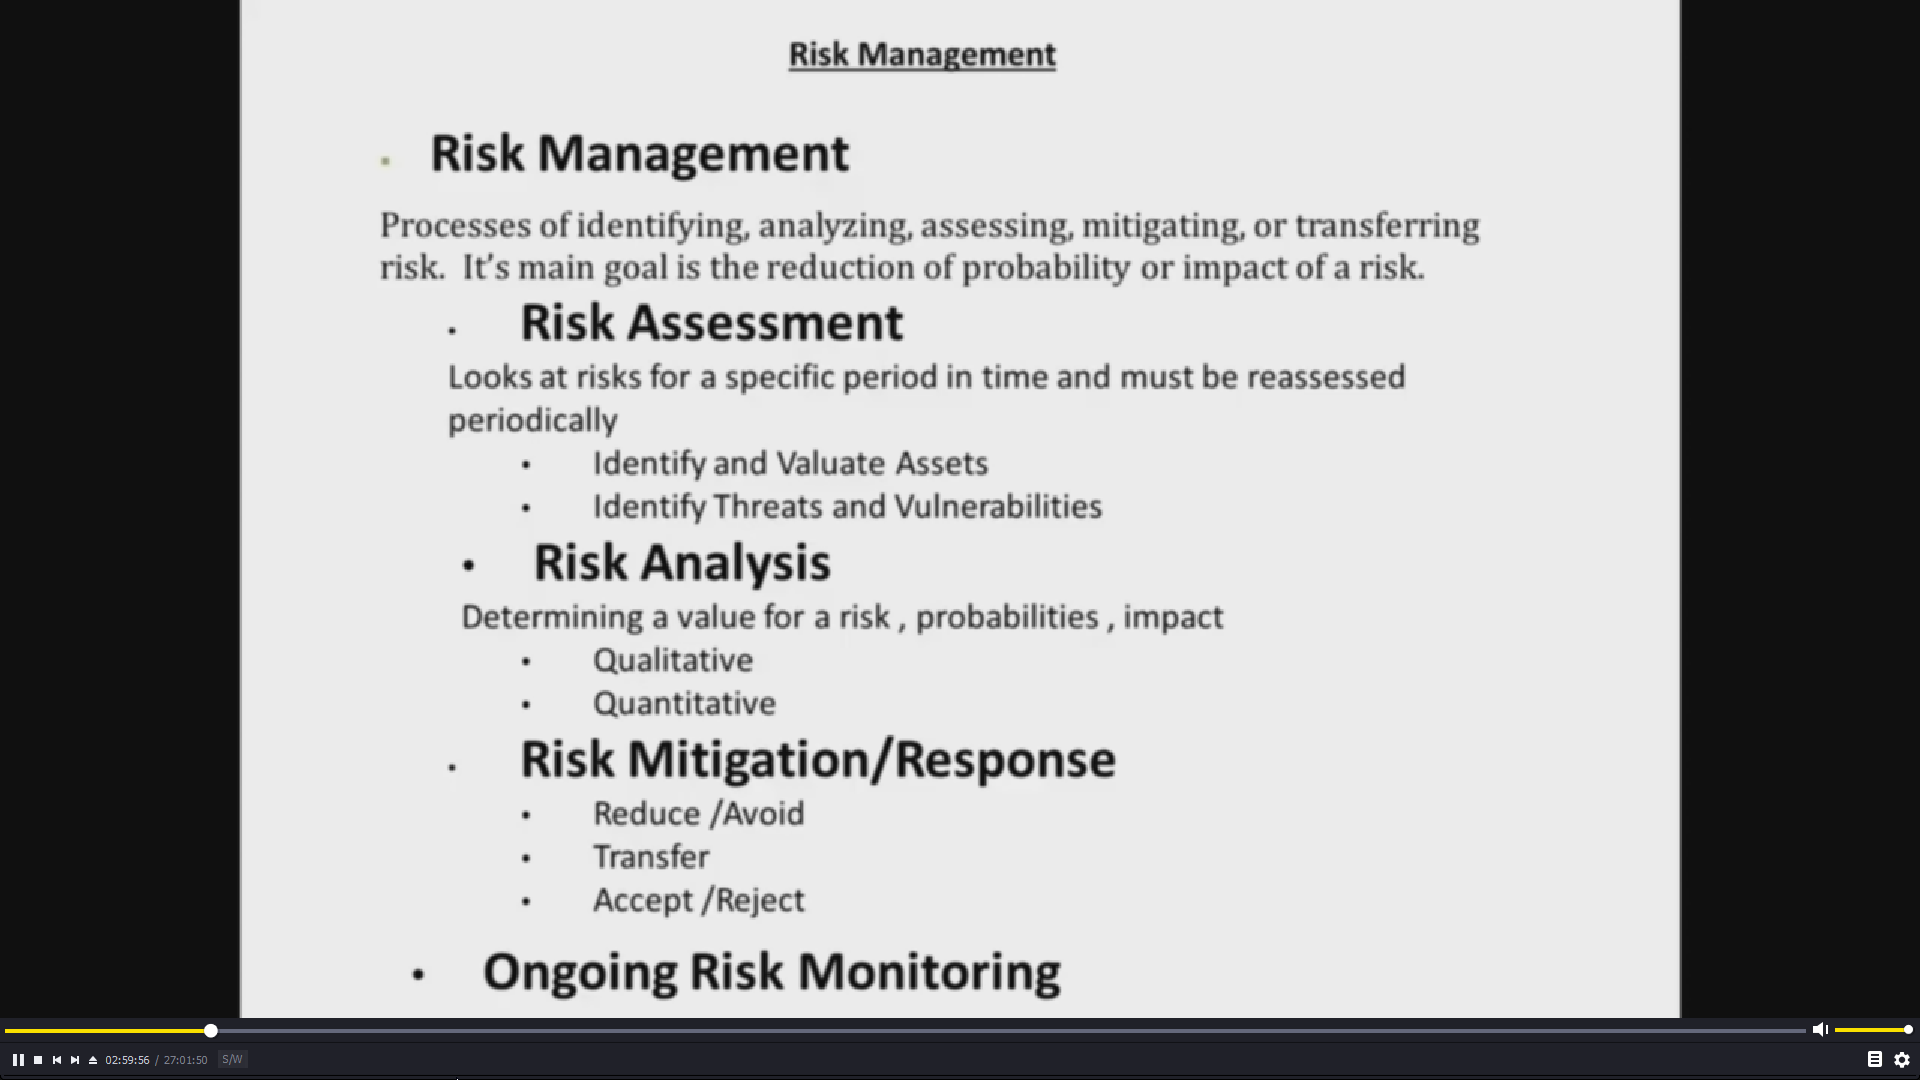 Risk Management
• Risk Management
Processes of identifying, analyzing, assessing, mitigating, or transferring
risk. It's main goal is the reduction of probability or impact of a risk.
• Risk Assessment
Looks at risks for a specific period in time and must be reassessed
periodically
• Identify and Valuate Assets
• Identify Threats and Vulnerabilities
• Risk Analysis
Determining a value for a risk , probabilities , impact
• Qualitative
• Quantitative
• Risk Mitigation/Response
• Reduce /Avoid
• Transfer
• Accept /Reject
• Ongoing Risk Monitoring
02:59:56 / 27:01:50 S/W